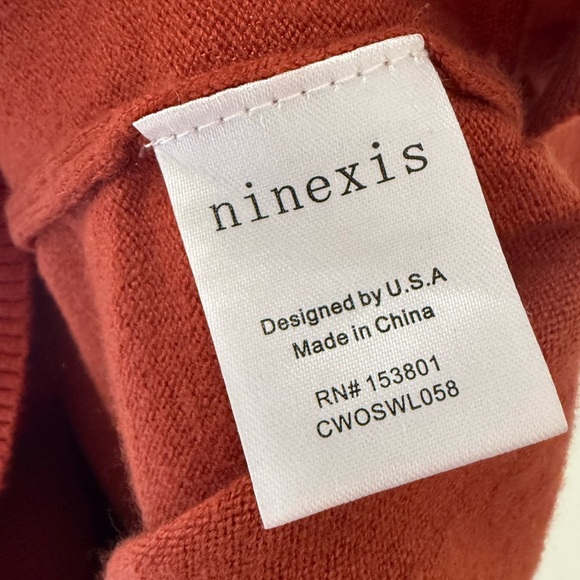 ninexis
Designed by U.S.A
Made in China
RN# 153801
CWOSWL058